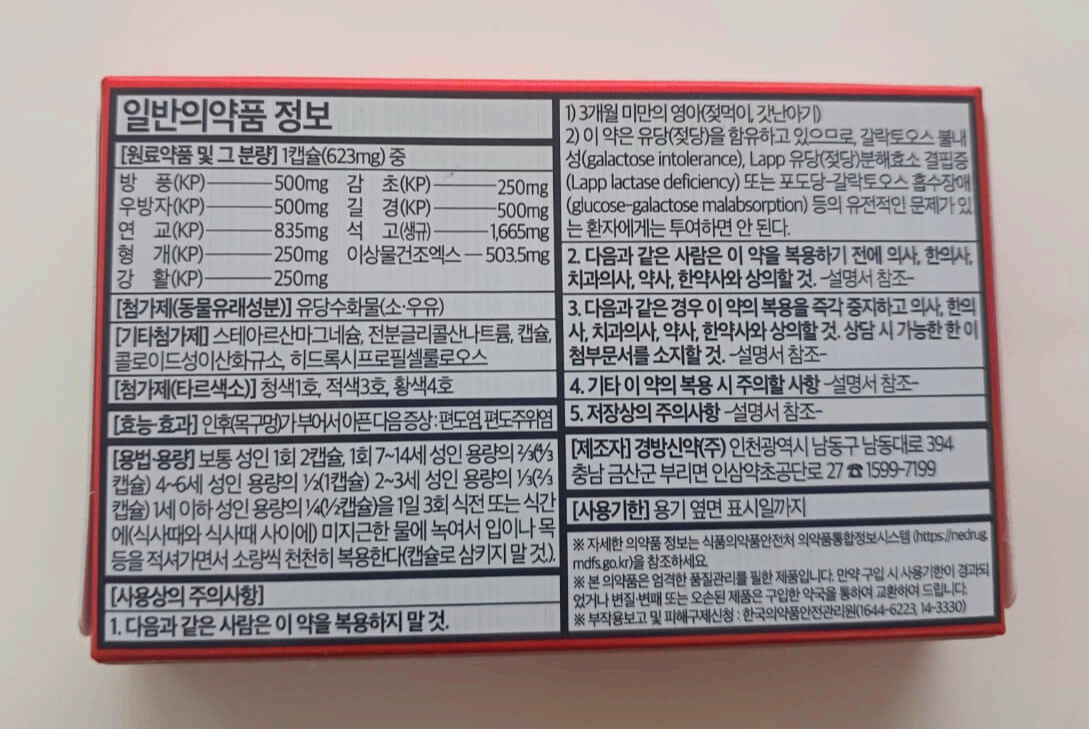 일반의약품 정보
[원료약품 및 그 분량] 1캡슐(623mg) 중
방 풍(KP) 500mg 감 초(KP) 250mg
우방자(KP) 500mg 길 경(KP) 500mg
연 교(KP) 835mg 석 고(생규) 1,665mg
형 개(KP) 250mg 이상물건조엑스 503.5mg
강 활(KP) 250mg
[첨가제(동물유래성분)] 유당수화물(소·우유)
[기타첨가제] 스테아르산마그네슘, 전분글리콜산나트륨, 캡슐,
콜로이드성이산화규소, 히드록시프로필셀룰로오스
[첨가제(타르색소)] 청색1호, 적색3호, 황색4호
[효능·효과] 인후(목구멍)가 부어서 아픈 다음 증상 : 편도염, 편도주위염
[용법·용량] 보통 성인 1회 2캡슐, 1회 7~14세 성인 용량의 ⅔(4/3
캡슐) 4~6세 성인 용량의 ½(1캡슐) 2~3세 성인 용량의 ⅓(⅔
캡슐) 1세 이하 성인 용량의 ¼(½캡슐)을 1일 3회 식전 또는 식간
에(식사때와 식사때 사이에) 미지근한 물에 녹여서 입이나 목
등을 적셔가면서 소량씩 천천히 복용한다(캡슐로 삼키지 말 것).
[사용상의 주의사항]
1. 다음과 같은 사람은 이 약을 복용하지 말 것.
1) 3개월 미만의 영아(젖먹이, 갓난아기)
2) 이 약은 유당(젖당)을 함유하고 있으므로, 갈락토오스 불내
성(galactose intolerance), Lapp 유당(젖당)분해효소 결핍증
(Lapp lactase deficiency) 또는 포도당-갈락토오스 흡수장애
(glucose-galactose malabsorption) 등의 유전적인 문제가 있
는 환자에게는 투여하면 안 된다.
2. 다음과 같은 사람은 이 약을 복용하기 전에 의사, 한의사,
치과의사, 약사, 한약사와 상의할 것. -설명서 참조-
3. 다음과 같은 경우 이 약의 복용을 즉각 중지하고 의사, 한의
사, 치과의사, 약사, 한약사와 상의할 것. 상담 시 가능한 한 이
첨부문서를 소지할 것. -설명서 참조-
4. 기타 이 약의 복용 시 주의할 사항 -설명서 참조-
5. 저장상의 주의사항 -설명서 참조-
[제조자] 경방신약(주) 인천광역시 남동구 남동대로 394
충남 금산군 부리면 인삼약초공단로 27 ☎1599-7199
[사용기한] 용기 옆면 표시일까지
※ 자세한 의약품 정보는 식품의약품안전처 의약품통합정보시스템 (https://nedrug.
mfds.go.kr)을 참조하세요.
※ 본 의약품은 엄격한 품질관리를 필한 제품입니다. 만약 구입 시 사용기한이 경과되
었거나 변질·변패 또는 오손된 제품은 구입한 약국을 통하여 교환하여 드립니다.
※ 부작용보고 및 피해구제신청 : 한국의약품안전관리원(1644-6223, 14-3330)